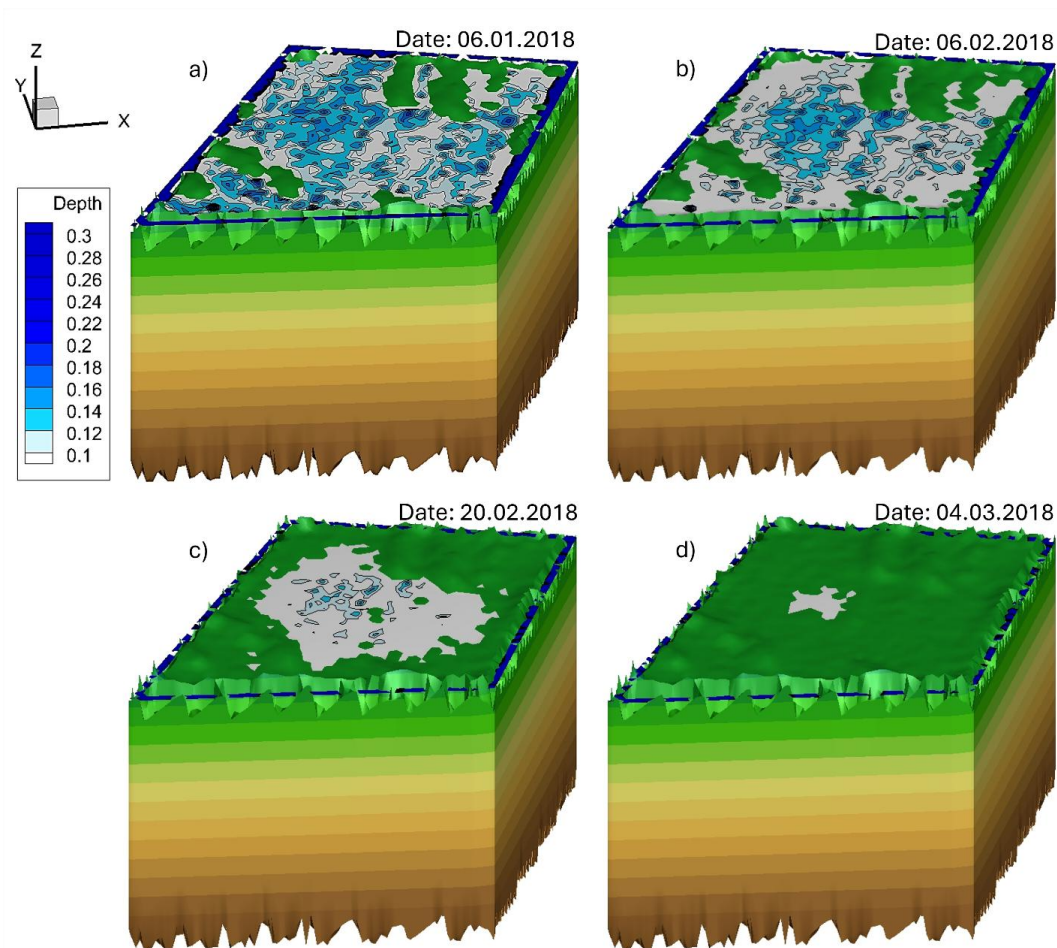 Date: 06.01.2018
Date: 06.02.2018
a)
b)
Z
Y
X
Depth
0.3
0.28
0.26
0.24
0.22
0.2
0.18
0.16
0.14
0.12
0.1
Date: 20.02.2018
Date: 04.03.2018
c)
d)